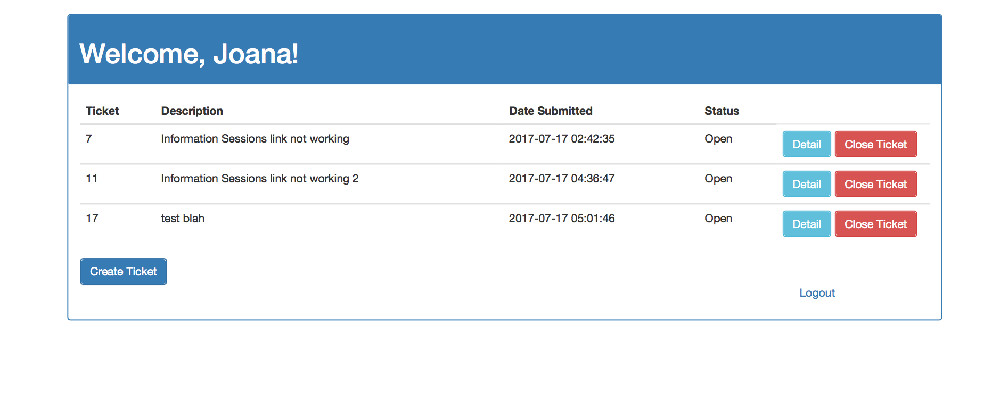 Welcome, Joana!
Ticket Description Date Submitted Status
7 Information Sessions link not working 2017-07-17 02:42:35 Open Detail Close Ticket
11 Information Sessions link not working 2 2017-07-17 04:36:47 Open Detail Close Ticket
17 test blah 2017-07-17 05:01:46 Open Detail Close Ticket
Create Ticket
Logout